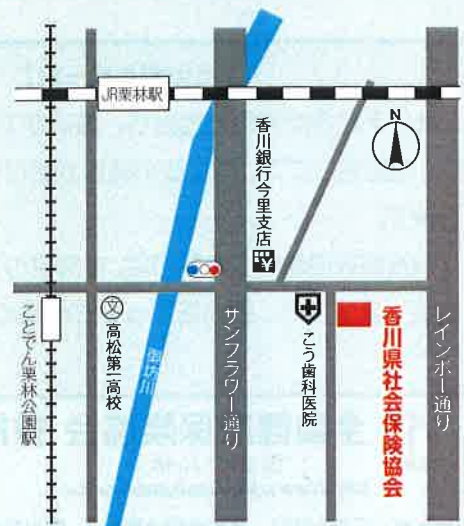 JR栗林駅
N
香川銀行今里支店
¥
ことでん栗林公園駅
文
高松第一高校
御坊川
サンフラワー通り
こう歯科医院
香川県社会保険協会
レインボー通り